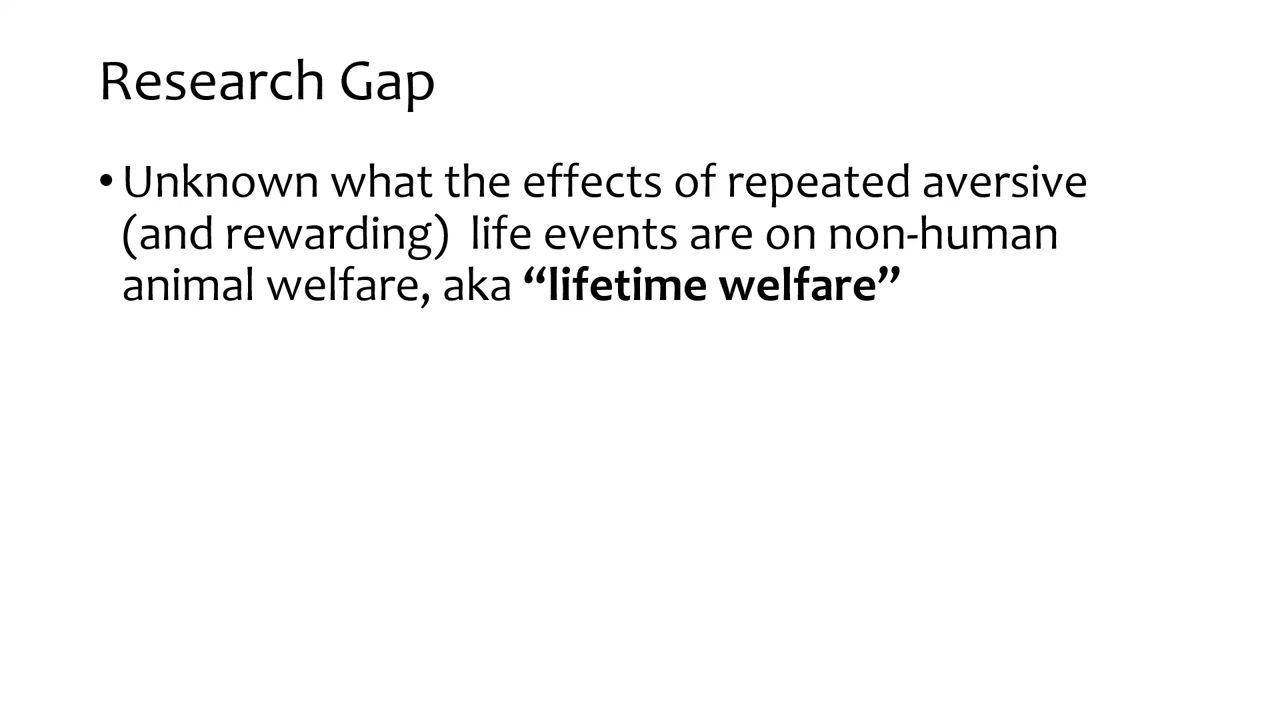 Research Gap
• Unknown what the effects of repeated aversive
(and rewarding)  life events are on non-human
animal welfare, aka “lifetime welfare”